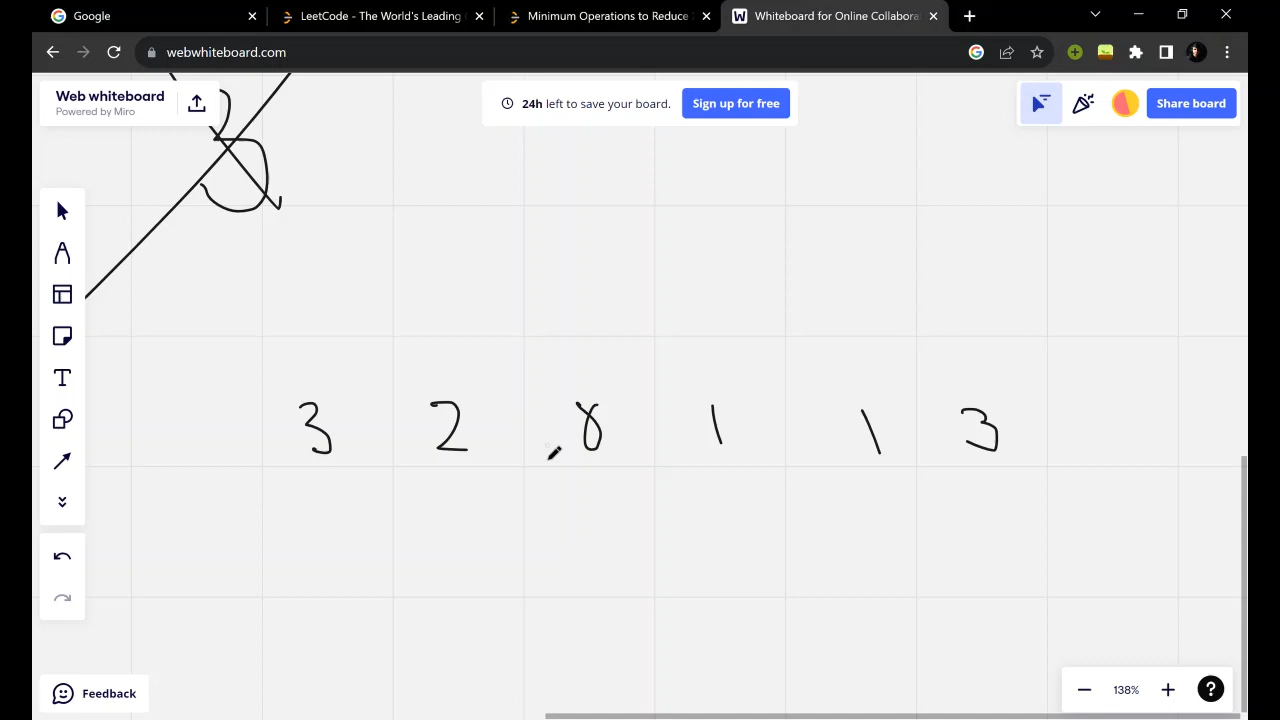 Google
LeetCode - The World's Leading
Minimum Operations to Reduce
Whiteboard for Online Collabora
webwhiteboard.com
Web whiteboard
Powered by Miro
24h left to save your board.
Sign up for free
Share board
3 2 8 1 1 3
Feedback
138%